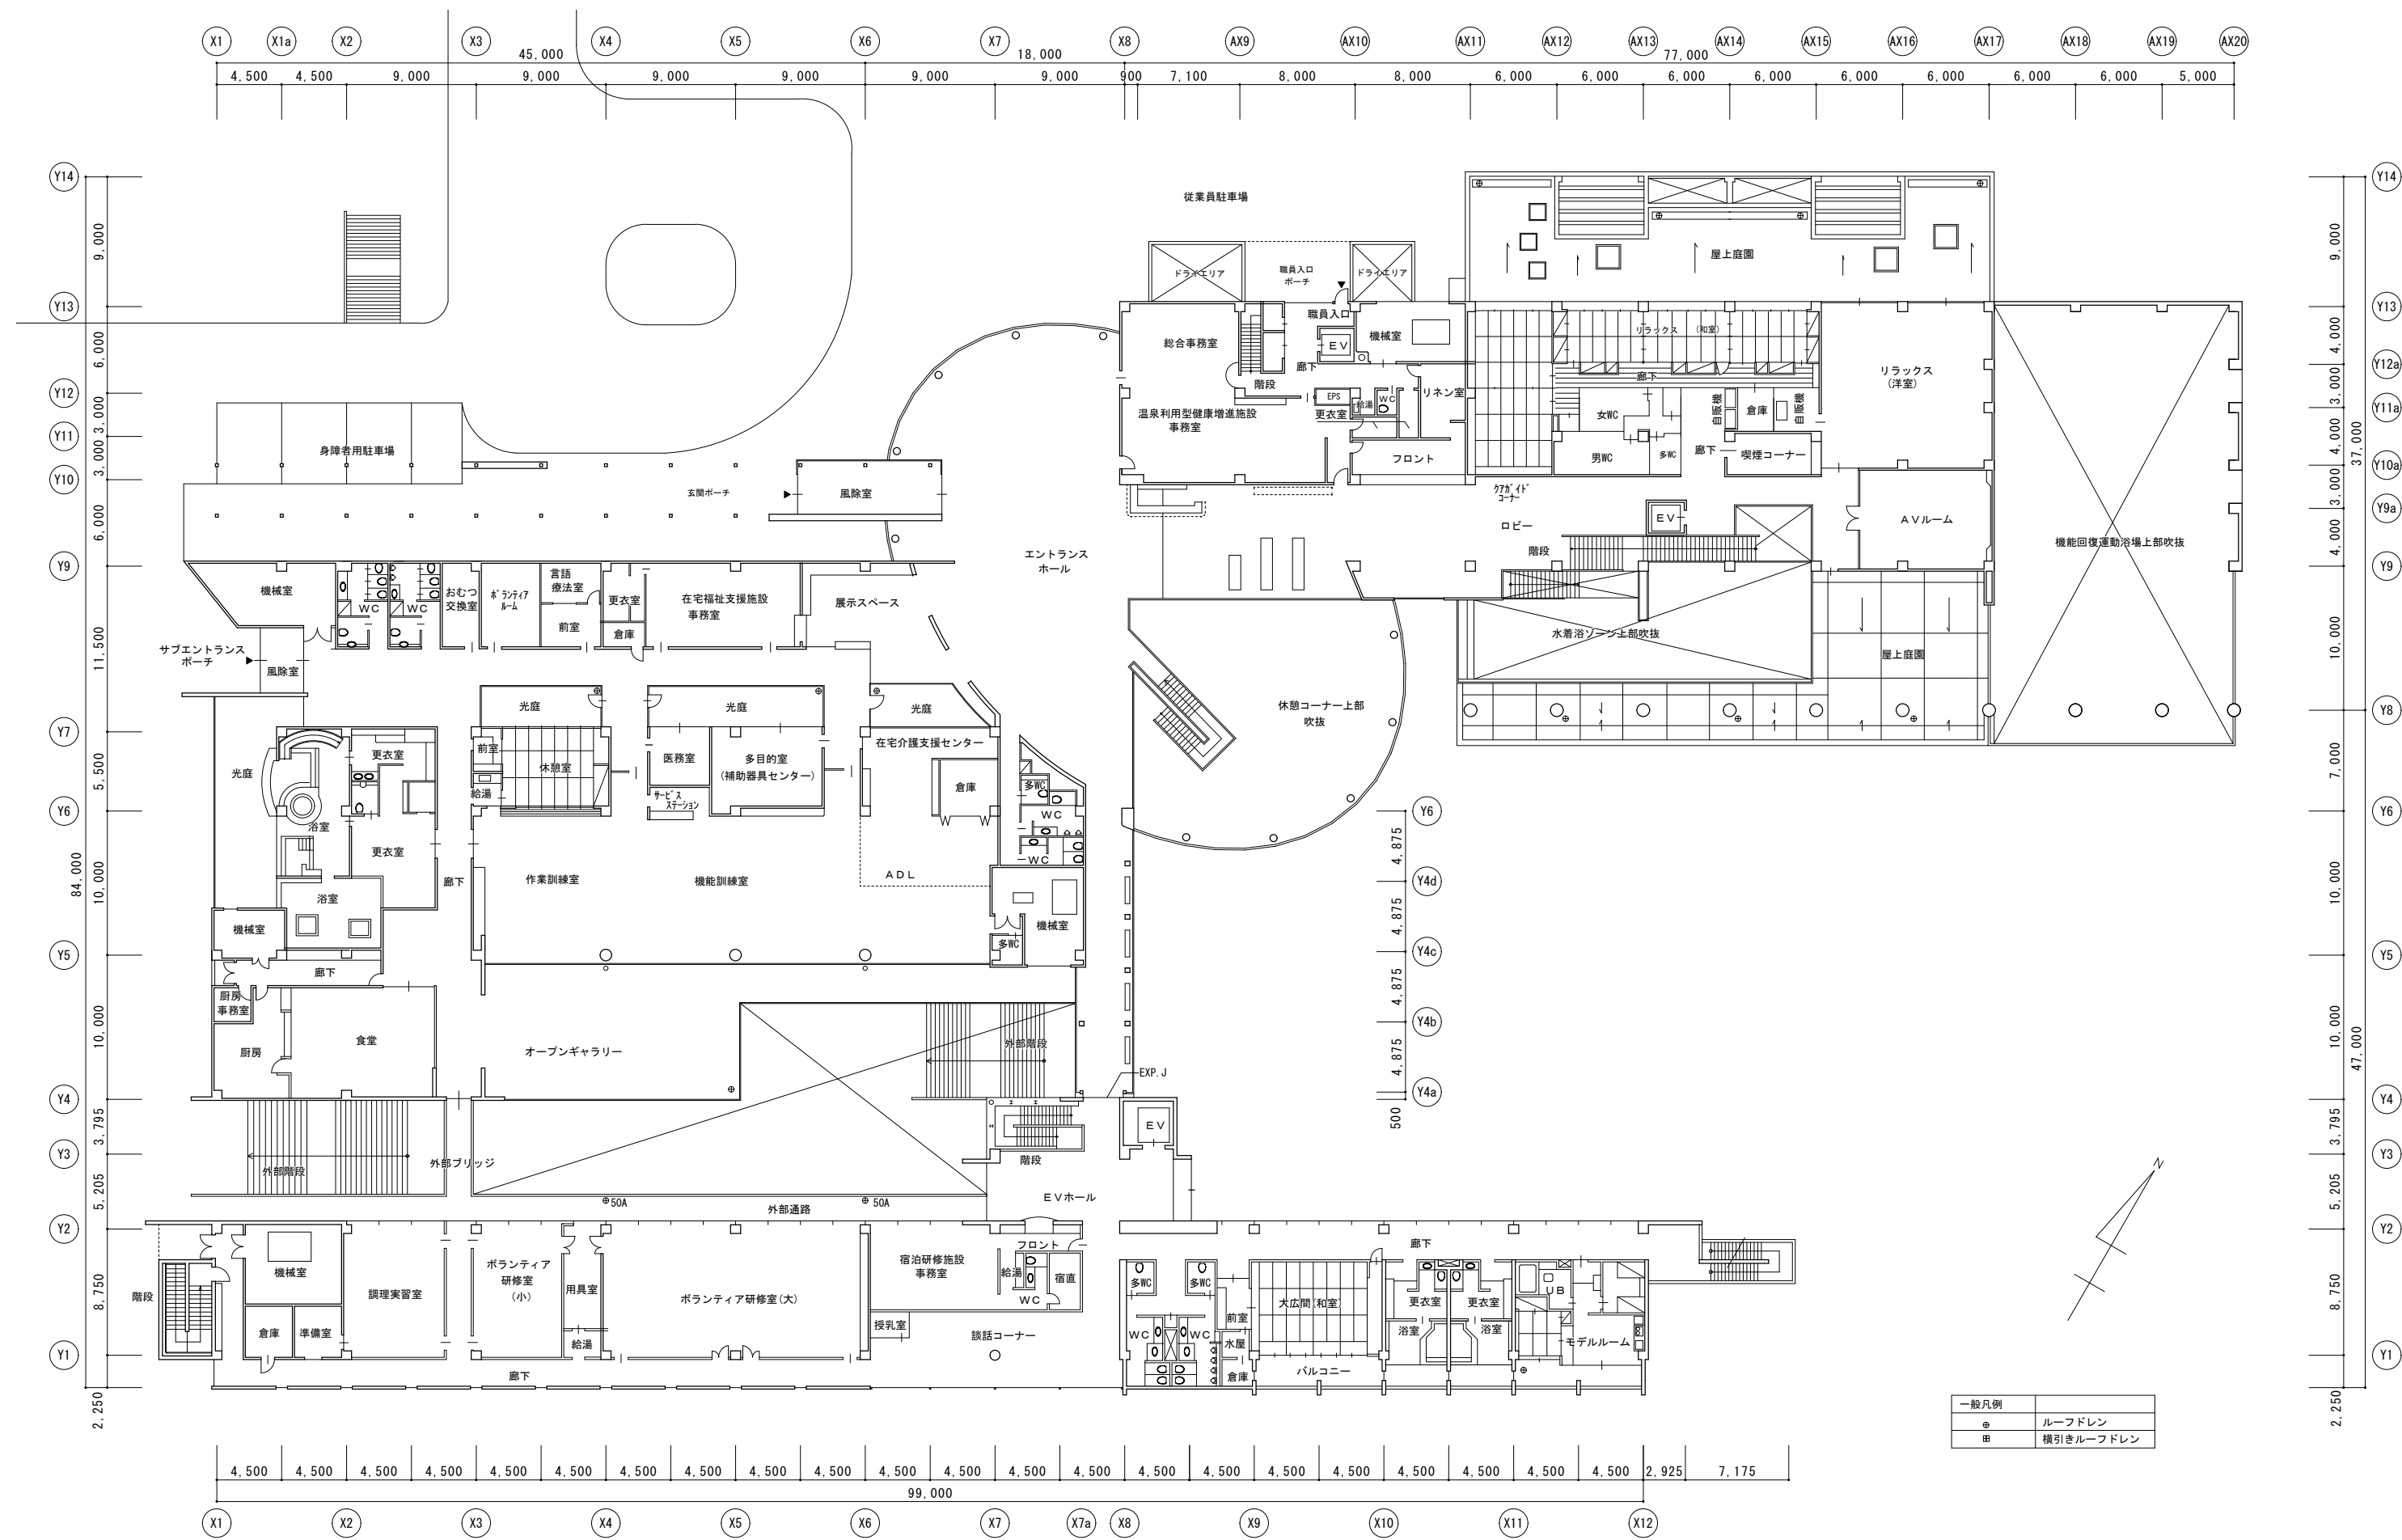 X1 X1a X2 X3 X4 X5 X6 X7 X8 AX9 AX10 AX11 AX12 AX13 AX14 AX15 AX16 AX17 AX18 AX19 AX20
45,000 18,000 77,000
4,500 4,500 9,000 9,000 9,000 9,000 9,000 9,000 900 7,100 8,000 8,000 6,000 6,000 6,000 6,000 6,000 6,000 6,000 6,000 5,000
Y14
Y13
Y12
Y11
Y10
Y9
Y7
Y6
Y5
Y4
Y3
Y2
Y1
9,000
6,000
3,000
3,000
6,000
11,500
5,500
10,000
10,000
3,795
5,205
8,750
2,250
84,000
従業員駐車場
ドライエリア
職員入口
ポーチ
ドライエリア
屋上庭園
職員入口
総合事務室
EV
機械室
リラックス (和室)
廊下
階段
リネン室
廊下
リラックス
(洋室)
EPS
給湯
WC
更衣室
温泉利用型健康増進施設
事務室
女WC
自販機
倉庫
自販機
フロント
男WC
多WC
廊下
喫煙コーナー
身障者用駐車場
玄関ポーチ
風除室
ケアガイド
コーナー
ロビー
EV
AVルーム
階段
エントランス
ホール
機能回復運動浴場上部吹抜
機械室
WC
WC
おむつ
交換室
ボランティア
ルーム
言語
療法室
前室
更衣室
倉庫
在宅福祉支援施設
事務室
展示スペース
サブエントランス
ポーチ
風除室
水着浴ゾーン上部吹抜
屋上庭園
光庭
光庭
光庭
休憩コーナー上部
吹抜
光庭
更衣室
前室
休憩室
給湯
医務室
サービス
ステーション
多目的室
(補助器具センター)
在宅介護支援センター
倉庫
多WC
WC
WC
浴室
更衣室
浴室
廊下
作業訓練室
機能訓練室
ADL
機械室
多WC
機械室
廊下
厨房
事務室
厨房
食堂
オープンギャラリー
外部階段
EXP.J
EV
外部階段
外部ブリッジ
階段
EVホール
50A
50A
外部通路
階段
機械室
倉庫
準備室
調理実習室
ボランティア
研修室
(小)
用具室
給湯
ボランティア研修室(大)
宿泊研修施設
事務室
フロント
給湯
宿直
WC
授乳室
談話コーナー
廊下
多WC
多WC
WC
WC
前室
水屋
倉庫
大広間(和室)
バルコニー
廊下
更衣室
更衣室
浴室
浴室
UB
モデルルーム
Y6
Y4d
Y4c
Y4b
Y4a
4,875
4,875
4,875
4,875
500
Y14
Y13
Y12a
Y11a
Y10a
Y9a
Y9
Y8
Y6
Y5
Y4
Y3
Y2
Y1
9,000
4,000
3,000
4,000
3,000
4,000
10,000
7,000
10,000
10,000
3,795
5,205
8,750
2,250
37,000
47,000
N
一般凡例
ルーフドレン
横引きルーフドレン
4,500 4,500 4,500 4,500 4,500 4,500 4,500 4,500 4,500 4,500 4,500 4,500 4,500 4,500 4,500 4,500 4,500 4,500 4,500 4,500 4,500 4,500 2,925 7,175
99,000
X1 X2 X3 X4 X5 X6 X7 X7a X8 X9 X10 X11 X12